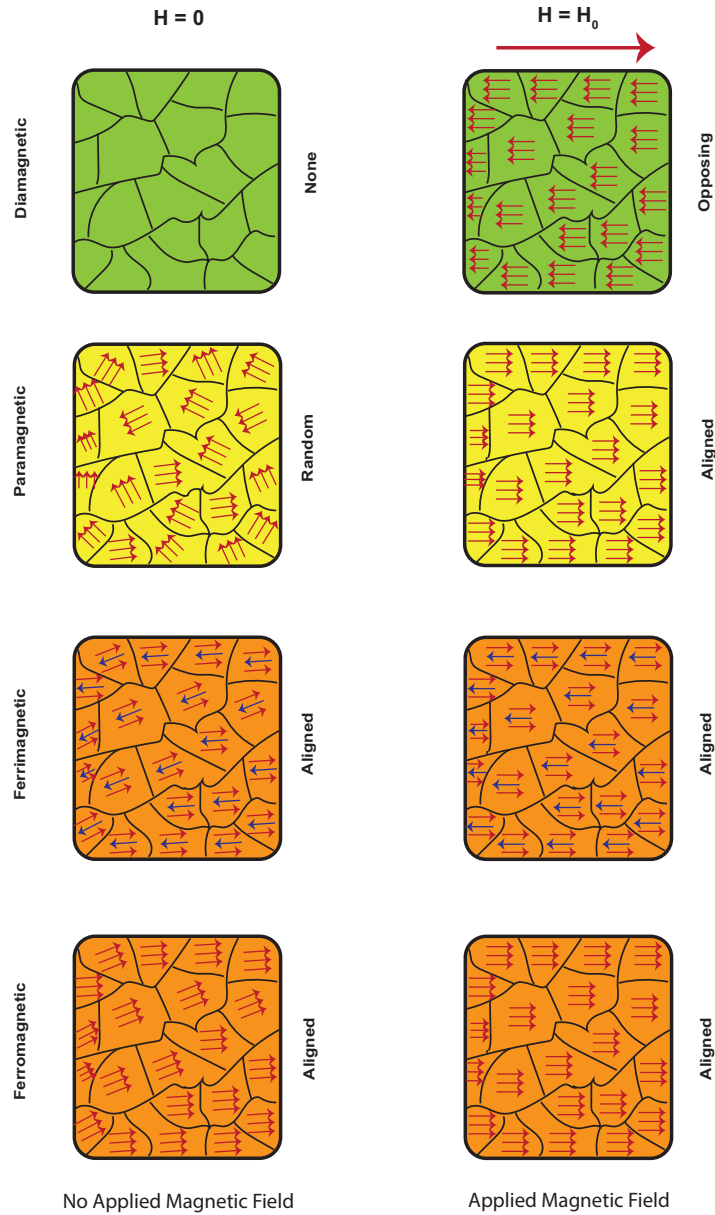 H = 0
H = H₀
Diamagnetic
None
Opposing
Paramagnetic
Random
Aligned
Ferrimagnetic
Aligned
Aligned
Ferromagnetic
Aligned
Aligned
No Applied Magnetic Field
Applied Magnetic Field